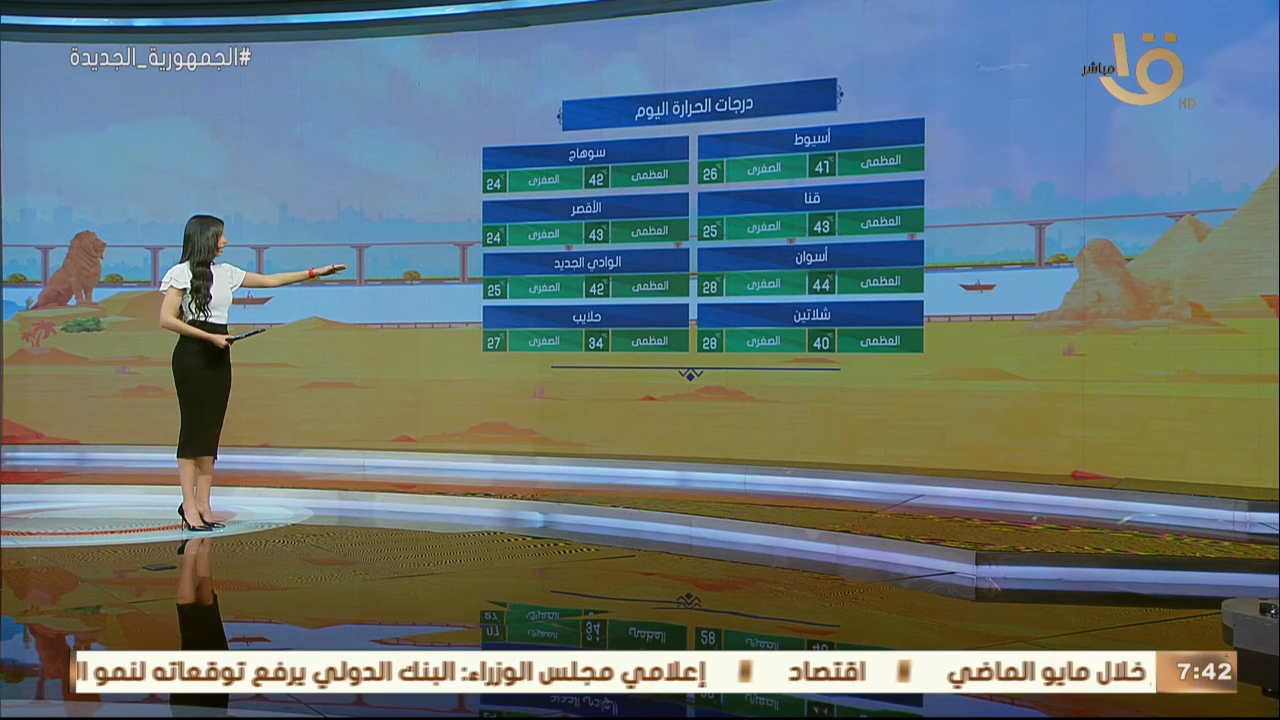 #الجمهورية_الجديدة
مباشر
HD
درجات الحرارة اليوم
أسيوط
العظمى 41 الصغرى 26
سوهاج
العظمى 42 الصغرى 24
قنا
العظمى 43 الصغرى 25
الأقصر
العظمى 43 الصغرى 24
أسوان
العظمى 44 الصغرى 28
الوادي الجديد
العظمى 42 الصغرى 25
شلاتين
العظمى 40 الصغرى 28
حلايب
العظمى 34 الصغرى 27
7:42 خلال مايو الماضي اقتصاد إعلامي مجلس الوزراء: البنك الدولي يرفع توقعاته لنمو